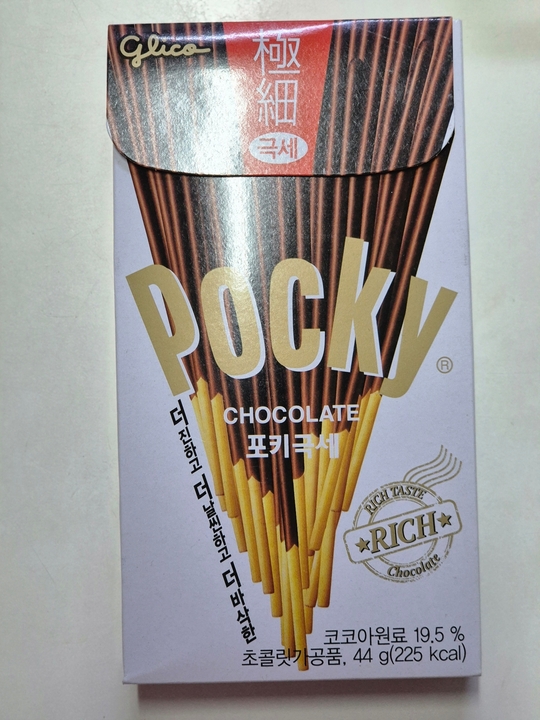 glico
極
細
극세
Pocky®
CHOCOLATE
포키극세
더진하고 더날씬하고 더바삭한
RICH TASTE
★RICH★
Chocolate
코코아원료 19.5 %
초콜릿가공품, 44 g(225 kcal)